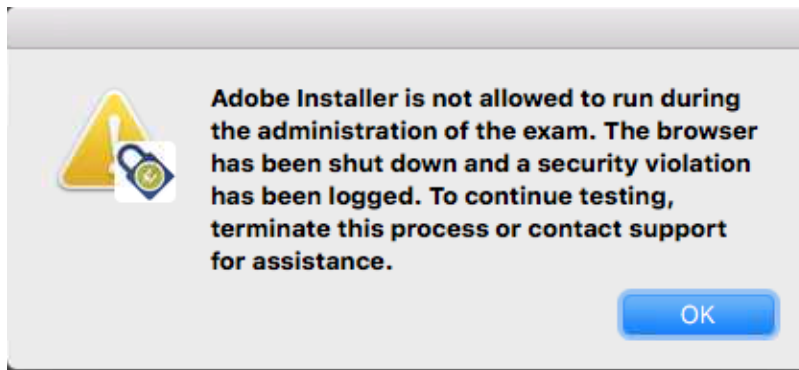 Adobe Installer is not allowed to run during
the administration of the exam. The browser
has been shut down and a security violation
has been logged. To continue testing,
terminate this process or contact support
for assistance.
OK